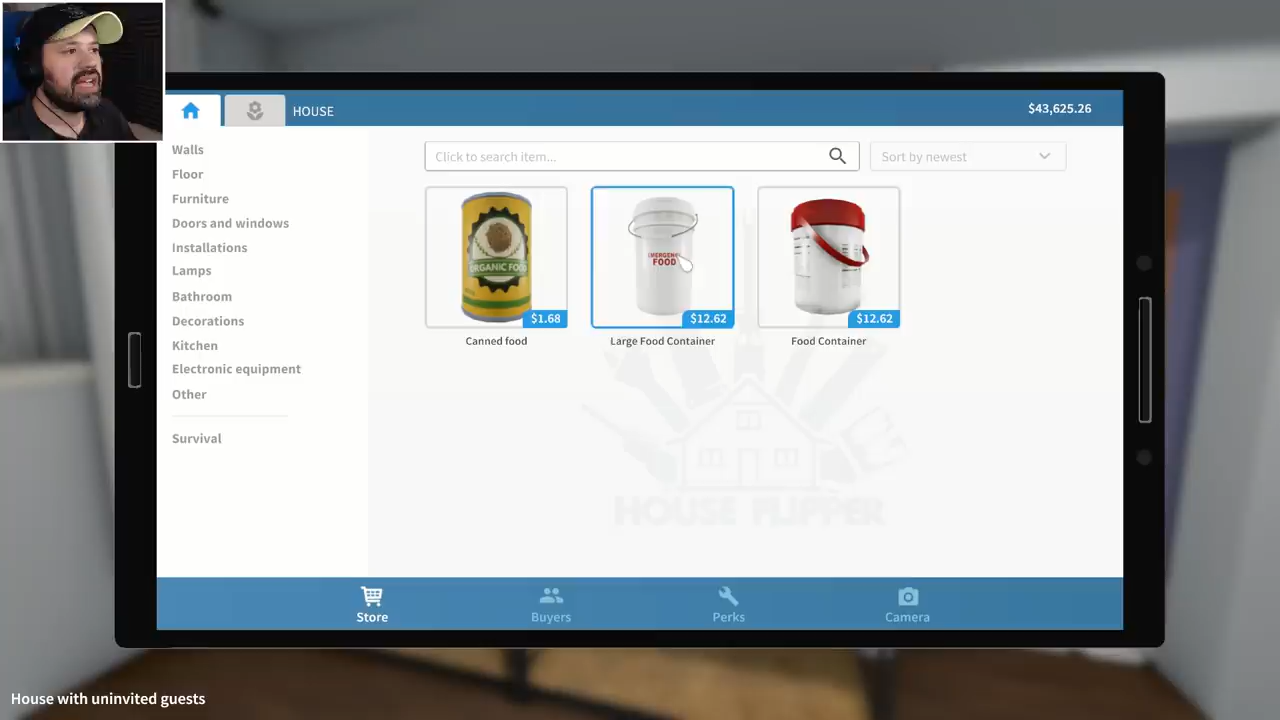 HOUSE
$43,625.26
Walls
Floor
Furniture
Doors and windows
Installations
Lamps
Bathroom
Decorations
Kitchen
Electronic equipment
Other
Survival
Click to search item...
Sort by newest
ORGANIC FOOD
$1.68
Canned food
FOOD
$12.62
Large Food Container
$12.62
Food Container
HOUSE FLIPPER
Store
Buyers
Perks
Camera
House with uninvited guests